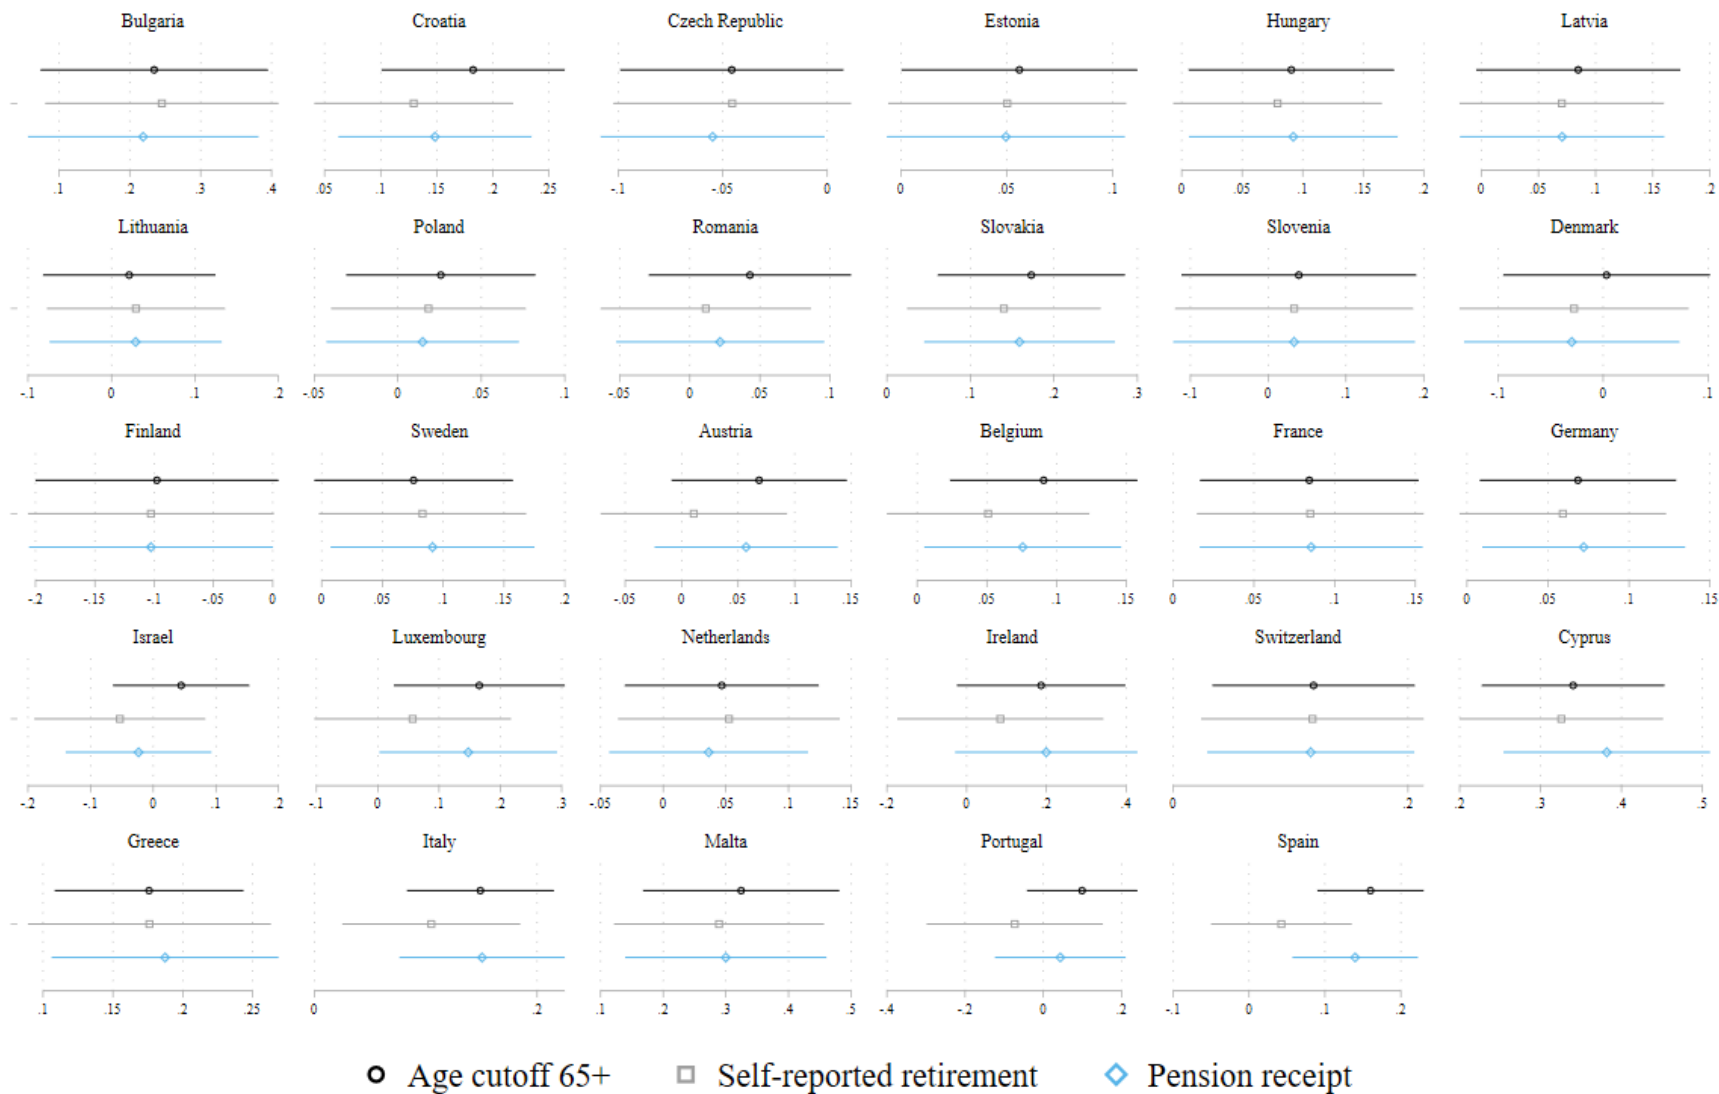 Bulgaria Croatia Czech Republic Estonia Hungary Latvia
.1 .2 .3 .4 .05 .1 .15 .2 .25 -.1 -.05 0 0 .05 .1 0 .05 .1 .15 .2 0 .05 .1 .15 .2
Lithuania Poland Romania Slovakia Slovenia Denmark
-.1 0 .1 .2 -.05 0 .05 .1 -.05 0 .05 .1 0 .1 .2 .3 -.1 0 .1 .2 -.1 0 .1
Finland Sweden Austria Belgium France Germany
-.2 -.15 -.1 -.05 0 0 .05 .1 .15 .2 -.05 0 .05 .1 .15 0 .05 .1 .15 0 .05 .1 .15 0 .05 .1 .15
Israel Luxembourg Netherlands Ireland Switzerland Cyprus
-.2 -.1 0 .1 .2 -.1 0 .1 .2 .3 -.05 0 .05 .1 .15 -.2 0 .2 .4 0 .2 .2 .3 .4 .5
Greece Italy Malta Portugal Spain
.1 .15 .2 .25 0 .2 .1 .2 .3 .4 .5 -.4 -.2 0 .2 -.1 0 .1 .2
Age cutoff 65+ Self-reported retirement Pension receipt